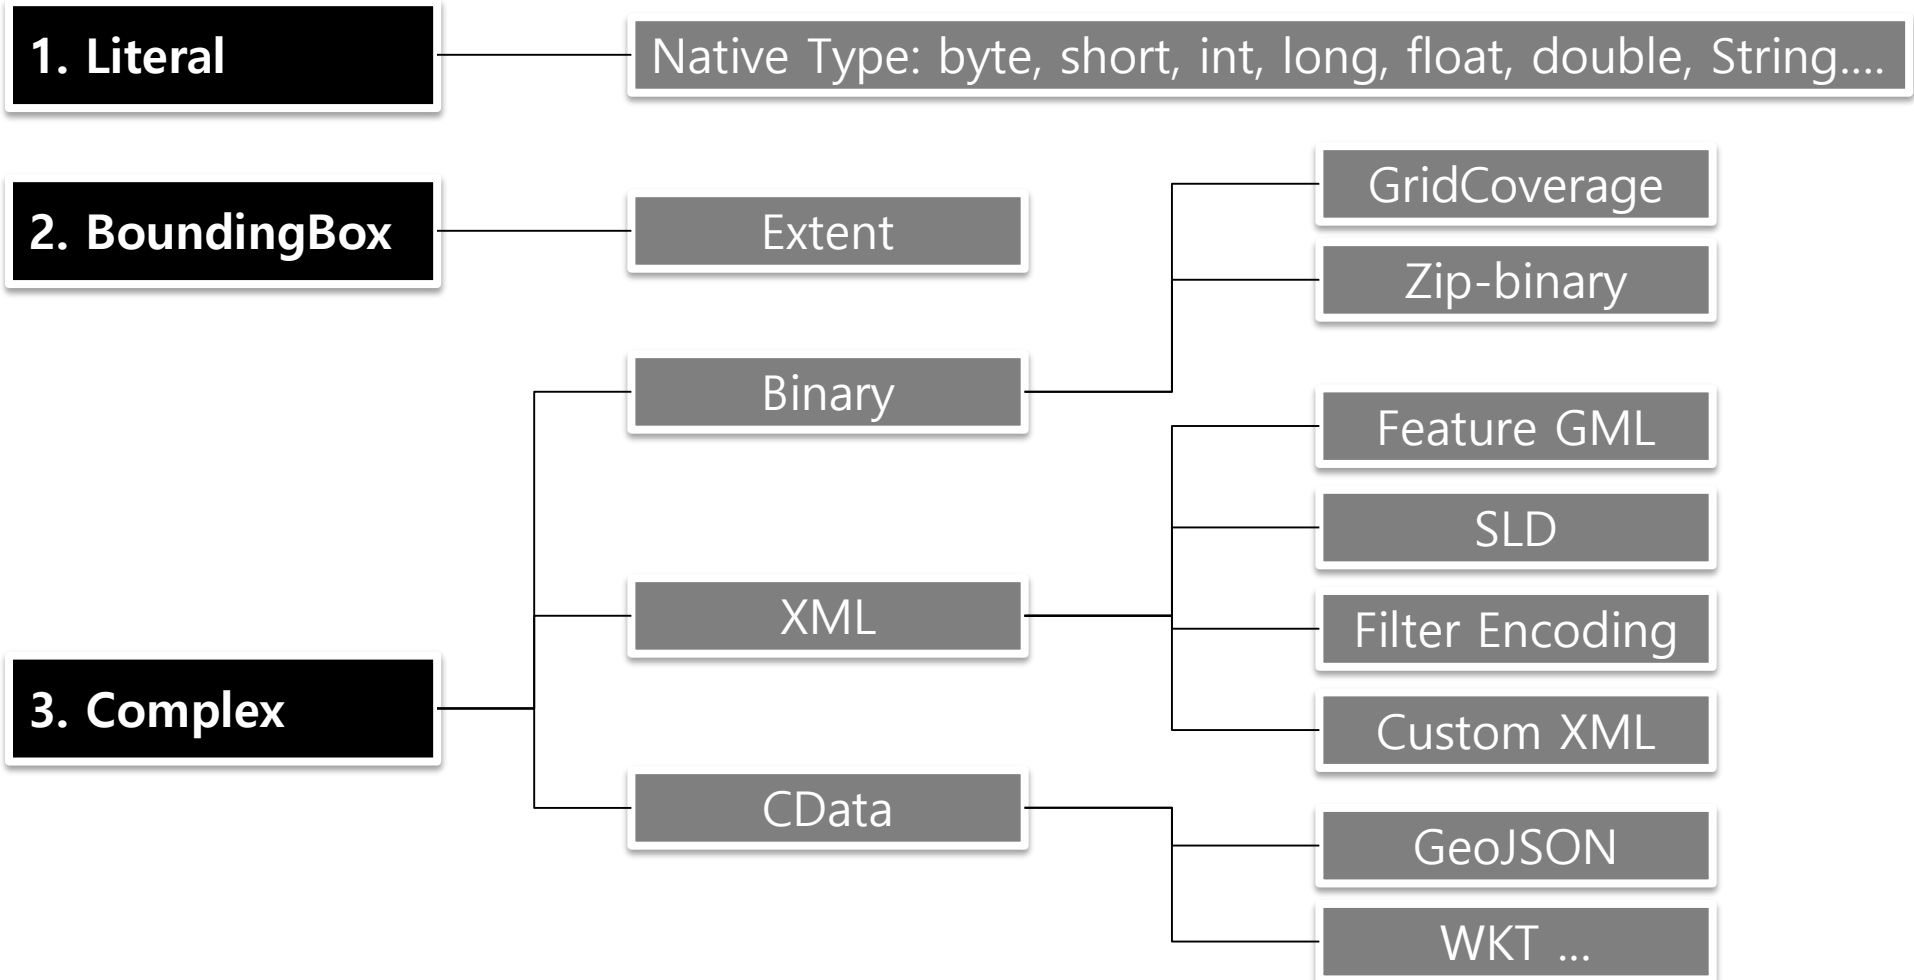 1. Literal
Native Type: byte, short, int, long, float, double, String....
2. BoundingBox
Extent
GridCoverage
Zip-binary
3. Complex
Binary
XML
Feature GML
SLD
Filter Encoding
Custom XML
CData
GeoJSON
WKT ...